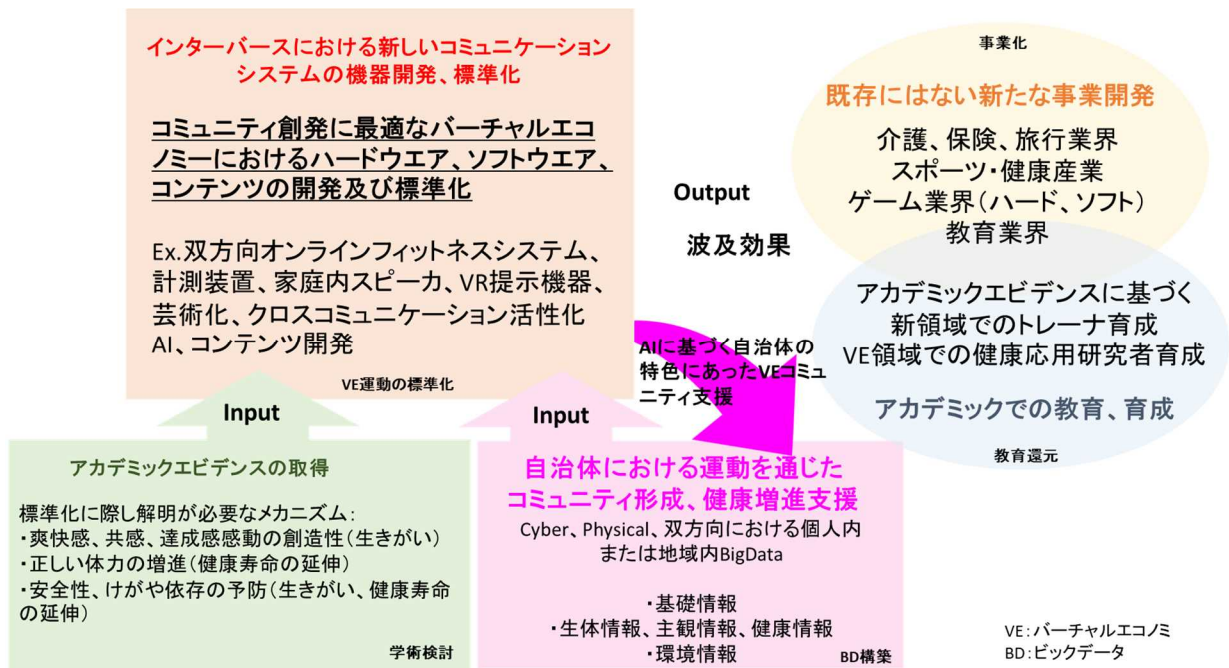 インターバースにおける新しいコミュニケーション
システムの機器開発、標準化
コミュニティ創発に最適なバーチャルエコ
ノミーにおけるハードウエア、ソフトウエア、
コンテンツの開発及び標準化
Ex.双方向オンラインフィットネスシステム、
計測装置、家庭内スピーカ、VR提示機器、
芸術化、クロスコミュニケーション活性化
AI、コンテンツ開発
VE運動の標準化
Input
Input
アカデミックエビデンスの取得
標準化に際し解明が必要なメカニズム：
・爽快感、共感、達成感感動の創造性（生きがい）
・正しい体力の増進（健康寿命の延伸）
・安全性、けがや依存の予防（生きがい、健康寿命
の延伸）
学術検討
自治体における運動を通じた
コミュニティ形成、健康増進支援
Cyber、Physical、双方向における個人内
または地域内BigData
・基礎情報
・生体情報、主観情報、健康情報
・環境情報
BD構築
AIに基づく自治体の
特色にあったVEコミュ
ニティ支援
Output
波及効果
事業化
既存にはない新たな事業開発
介護、保険、旅行業界
スポーツ・健康産業
ゲーム業界（ハード、ソフト）
教育業界
アカデミックエビデンスに基づく
新領域でのトレーナ育成
VE領域での健康応用研究者育成
アカデミックでの教育、育成
教育還元
VE：バーチャルエコノミ
BD：ビックデータ